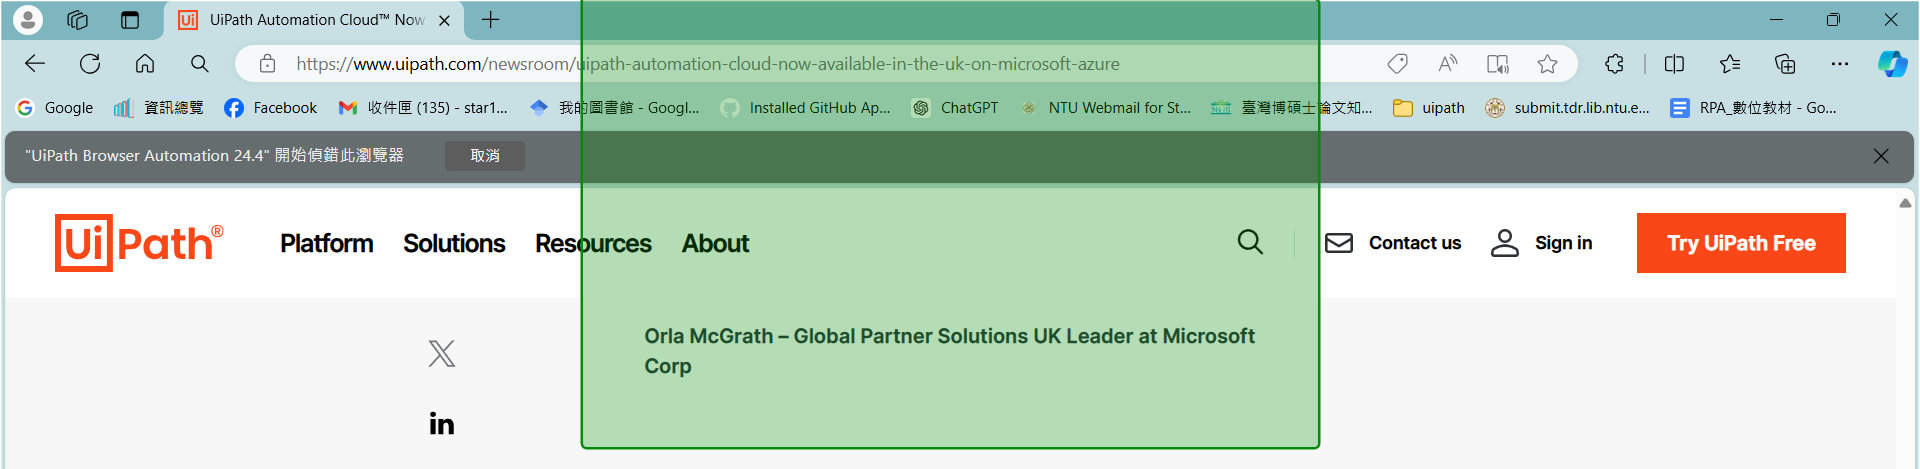 UiPath Automation Cloud™ Now
https://www.uipath.com/newsroom/uipath-automation-cloud-now-available-in-the-uk-on-microsoft-azure
Google 資訊總覽 Facebook 收件匣 (135) - star1... 我的圖書館 - Googl... Installed GitHub Ap... ChatGPT NTU Webmail for St... 臺灣博碩士論文知... uipath submit.tdr.lib.ntu.e... RPA_數位教材 - Go...
"UiPath Browser Automation 24.4" 開始偵錯此瀏覽器 取消
UiPath® Platform Solutions Resources About Contact us Sign in Try UiPath Free
Orla McGrath – Global Partner Solutions UK Leader at Microsoft
Corp
in